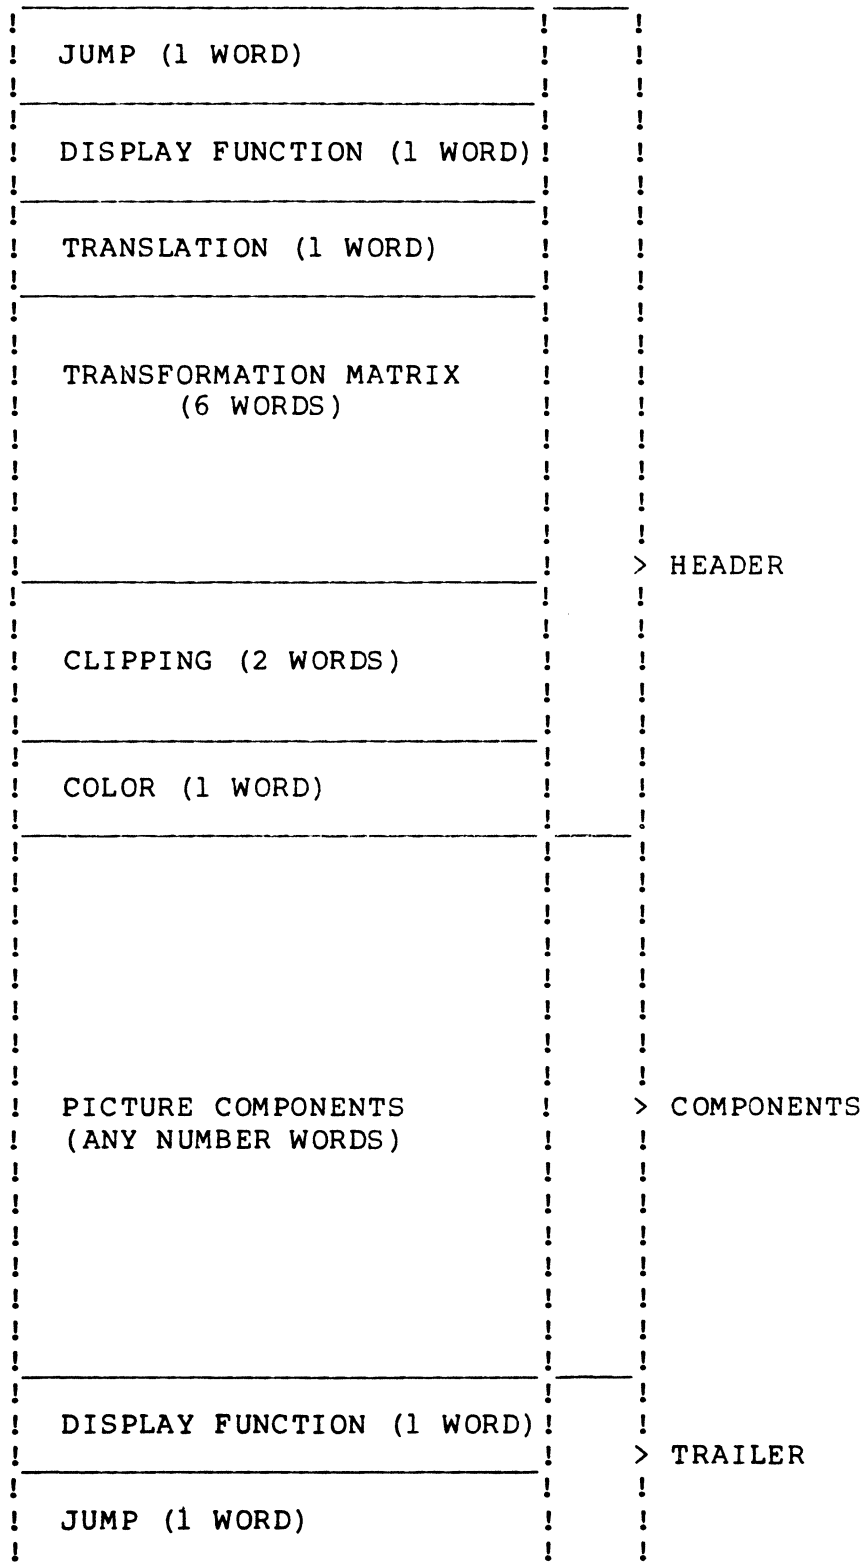 JUMP (1 WORD)
DISPLAY FUNCTION (1 WORD)
TRANSLATION (1 WORD)
TRANSFORMATION MATRIX
(6 WORDS)
> HEADER
CLIPPING (2 WORDS)
COLOR (1 WORD)
PICTURE COMPONENTS > COMPONENTS
(ANY NUMBER WORDS)
DISPLAY FUNCTION (1 WORD)
> TRAILER
JUMP (1 WORD)